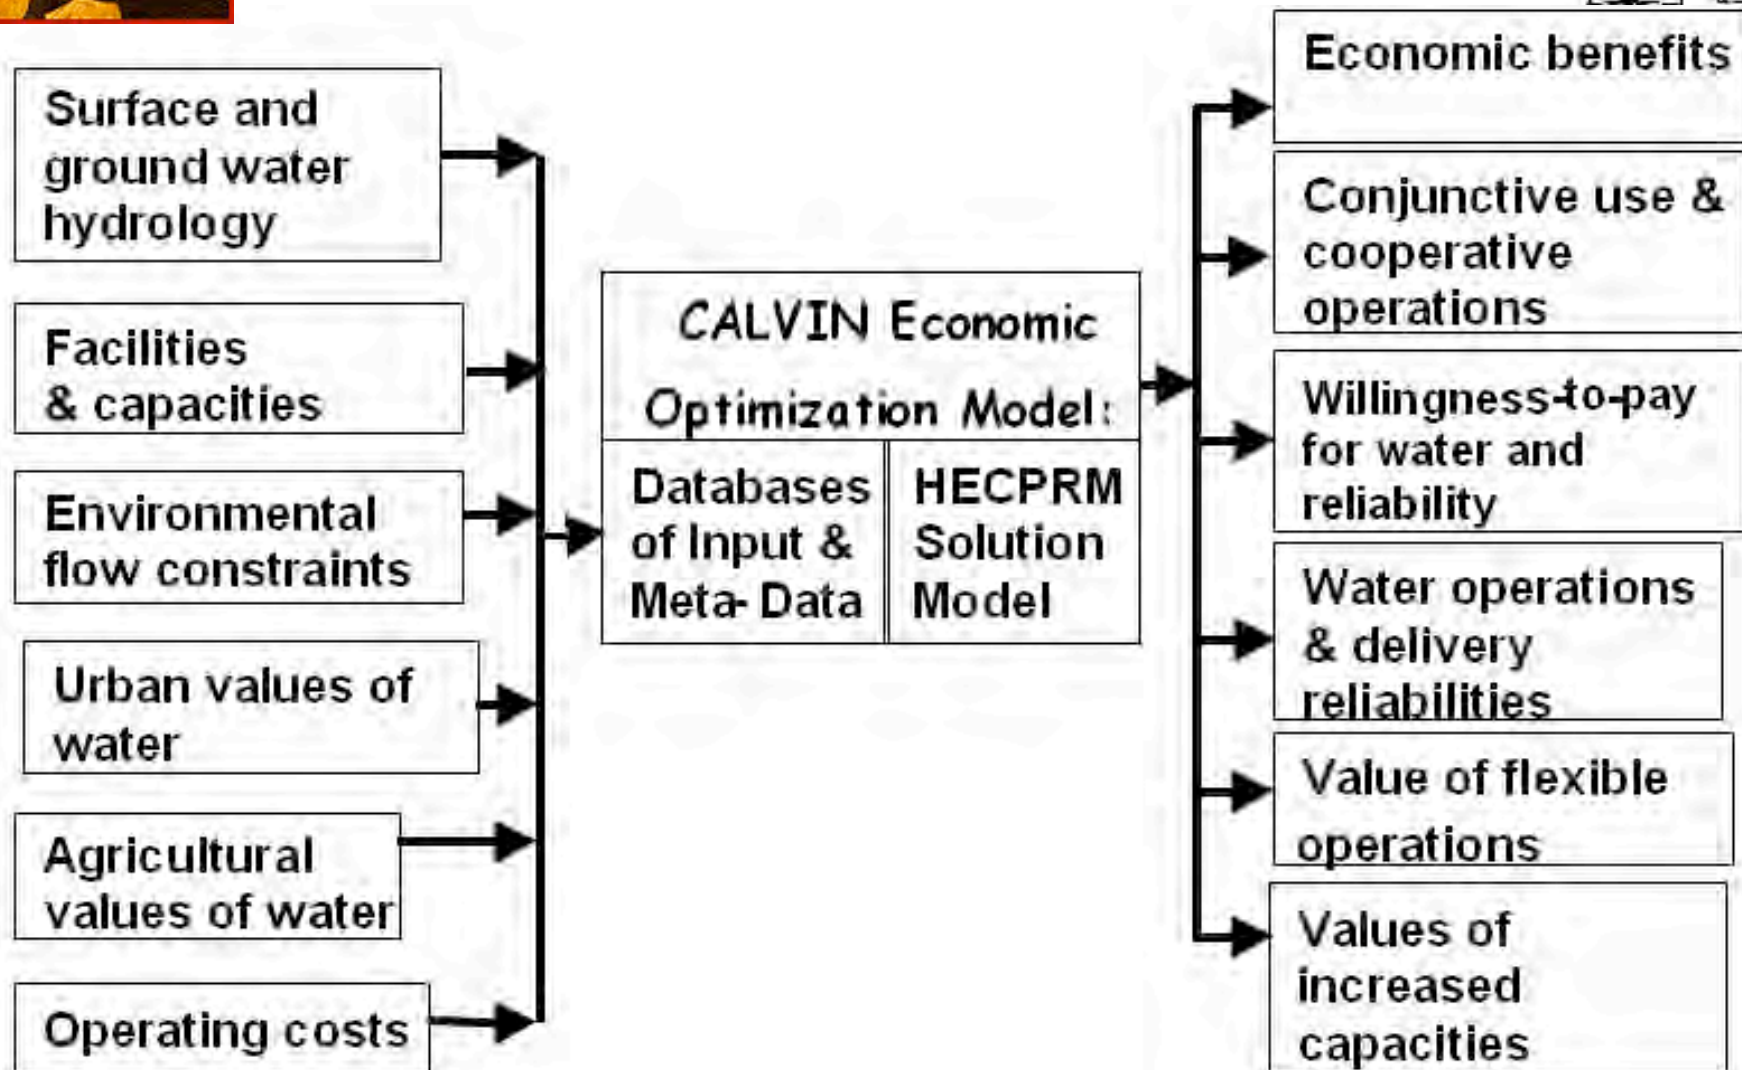 Surface and
ground water
hydrology
Facilities
& capacities
Environmental
flow constraints
Urban values of
water
Agricultural
values of water
Operating costs
CALVIN Economic
Optimization Model:
Databases
of Input &
Meta- Data
HECPRM
Solution
Model
Economic benefits
Conjunctive use &
cooperative
operations
Willingness-to-pay
for water and
reliability
Water operations
& delivery
reliabilities
Value of flexible
operations
Values of
increased
capacities